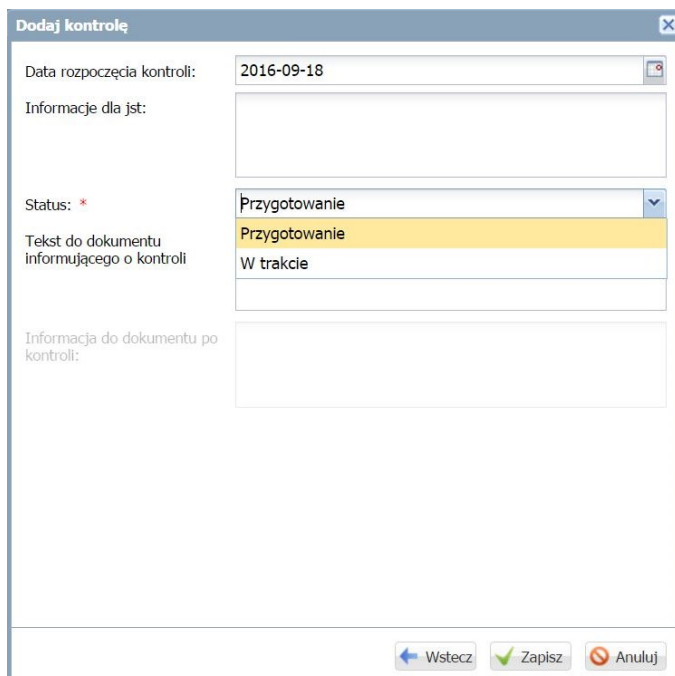 Dodaj kontrolę
Data rozpoczęcia kontroli:
2016-09-18
Informacje dla jst:
Status: *
Przygotowanie
Przygotowanie
W trakcie
Tekst do dokumentu
informującego o kontroli
Informacja do dokumentu po
kontroli:
Wstecz
Zapisz
Anuluj